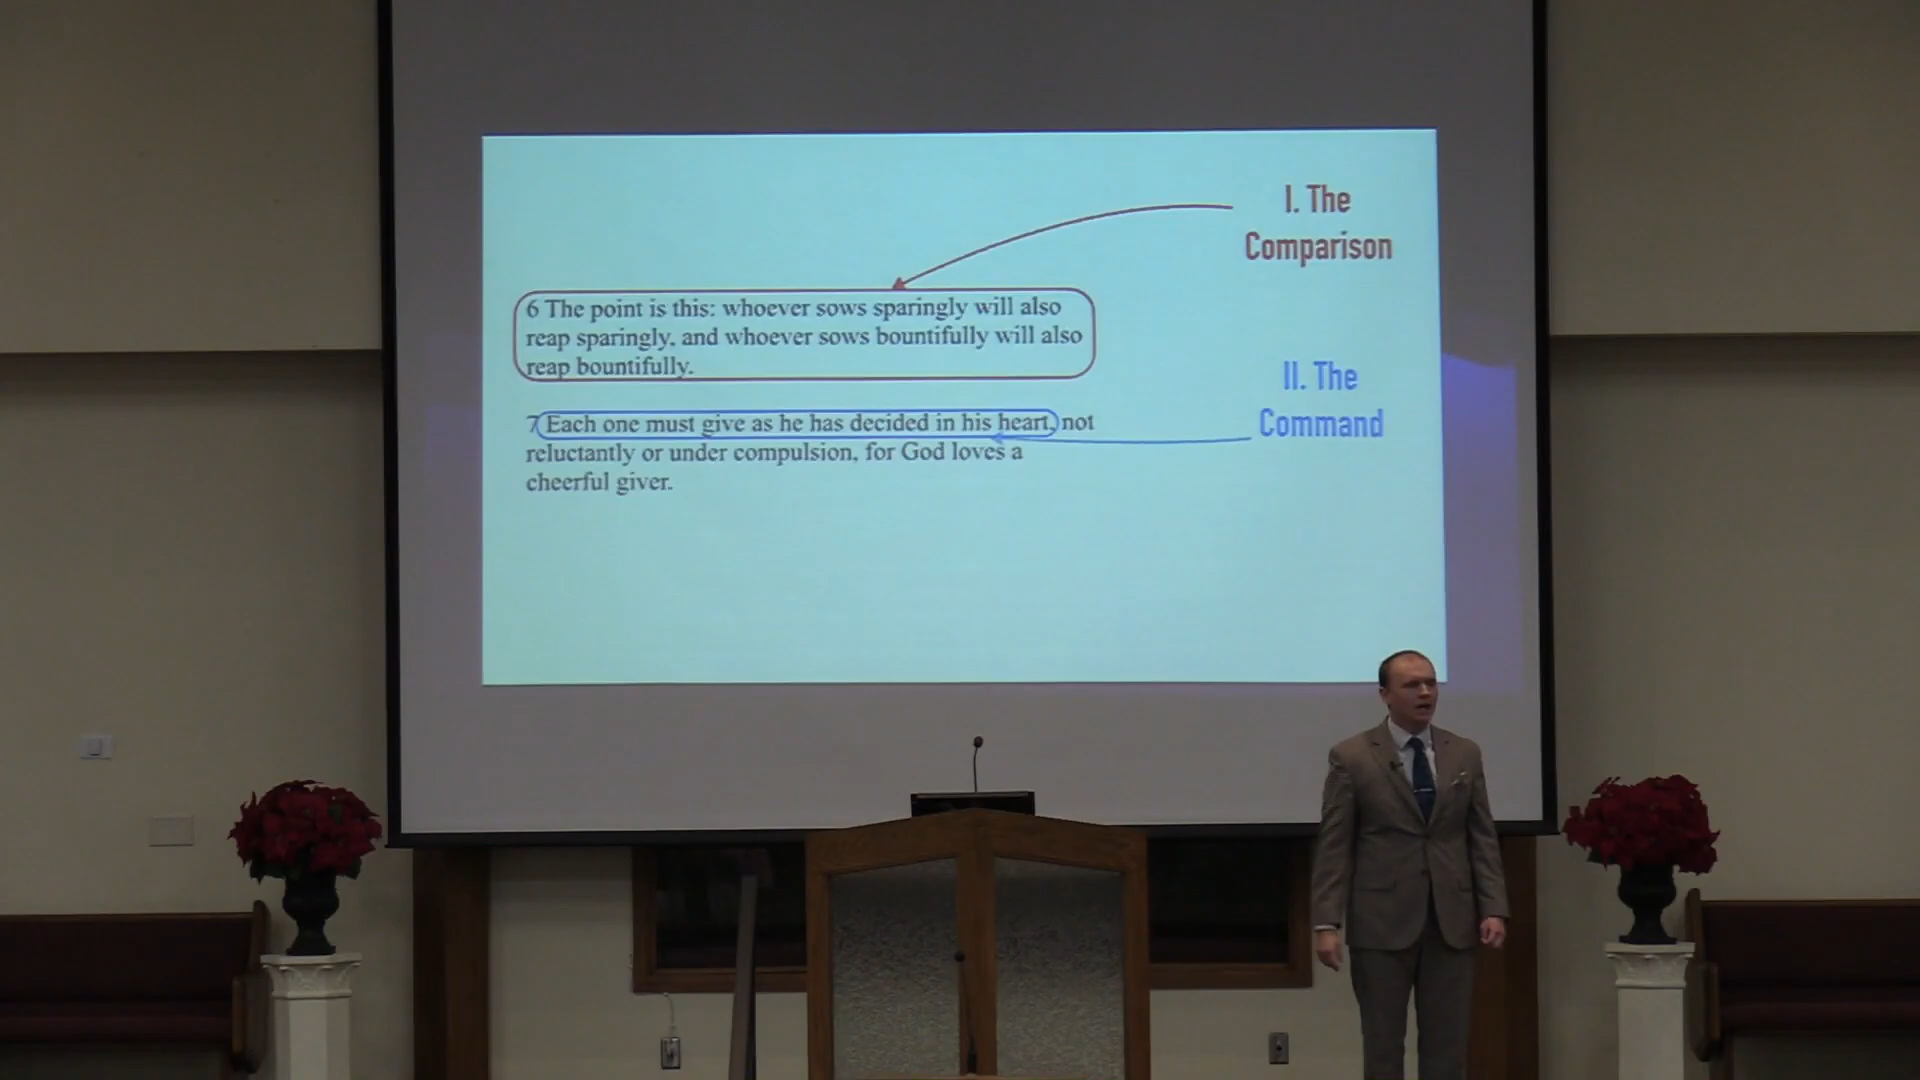 I. The
Comparison
6 The point is this: whoever sows sparingly will also
reap sparingly, and whoever sows bountifully will also
reap bountifully.
II. The
Command
7 Each one must give as he has decided in his heart, not
reluctantly or under compulsion, for God loves a
cheerful giver.